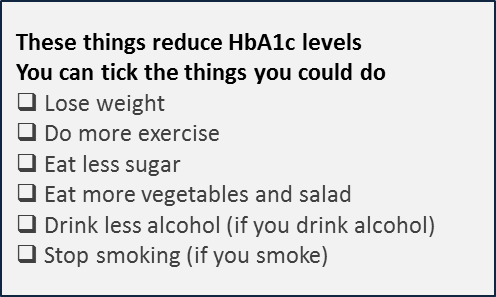 These things reduce HbA1c levels
You can tick the things you could do
❑ Lose weight
❑ Do more exercise
❑ Eat less sugar
❑ Eat more vegetables and salad
❑ Drink less alcohol (if you drink alcohol)
❑ Stop smoking (if you smoke)